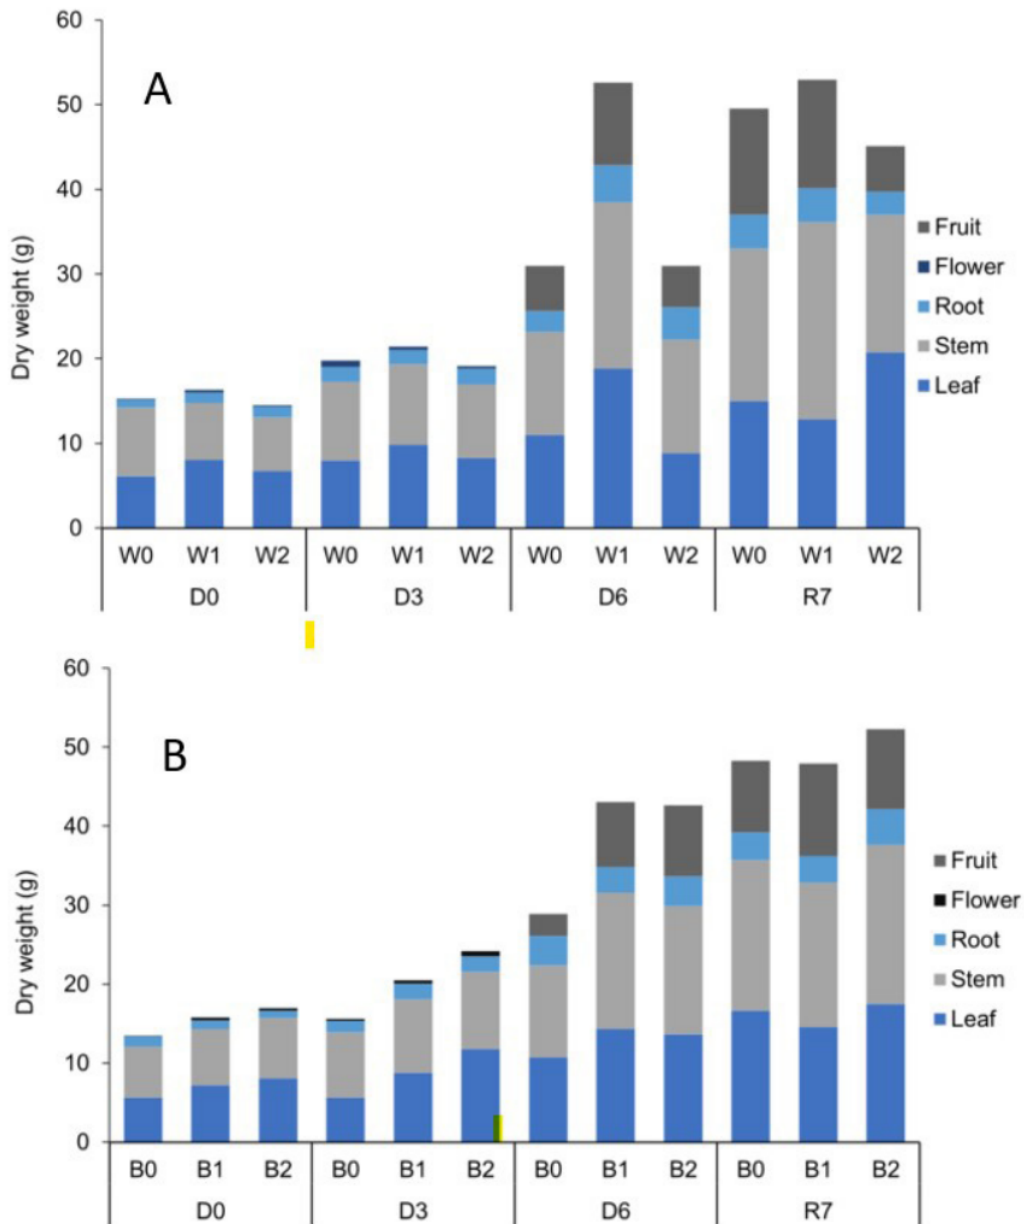 60
A
50
40
30
20
10
0
Dry weight (g)
Fruit
Flower
Root
Stem
Leaf
W0 W1 W2 W0 W1 W2 W0 W1 W2 W0 W1 W2
D0 D3 D6 R7
60
B
50
40
30
20
10
0
Dry weight (g)
Fruit
Flower
Root
Stem
Leaf
B0 B1 B2 B0 B1 B2 B0 B1 B2 B0 B1 B2
D0 D3 D6 R7